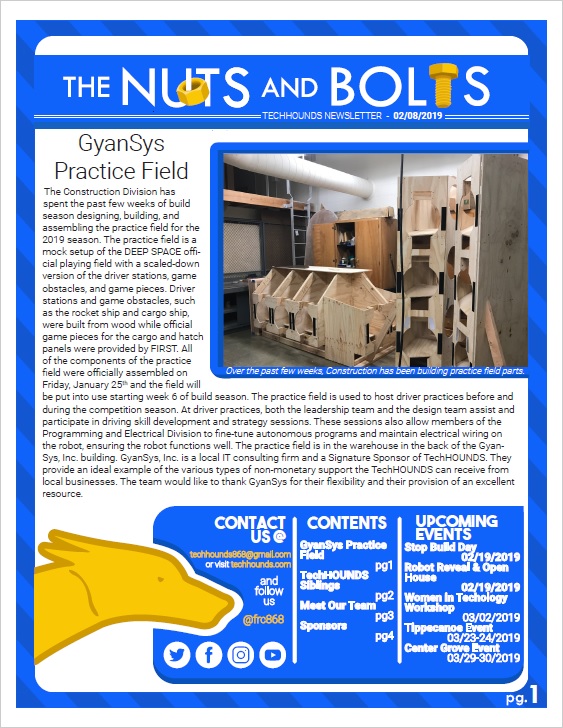 THE NUTS AND BOLTS
TECHHOUNDS NEWSLETTER - 02/08/2019
GyanSys
Practice Field
The Construction Division has
spent the past few weeks of build
season designing, building, and
assembling the practice field for the
2019 season. The practice field is a
mock setup of the DEEP SPACE offi-
cial playing field with a scaled-down
version of the driver stations, game
obstacles, and game pieces. Driver
stations and game obstacles, such
as the rocket ship and cargo ship,
were built from wood while official
game pieces for the cargo and hatch
panels were provided by FIRST. All
of the components of the practice
field were officially assembled on
Friday, January 25th and the field will
be put into use starting week 6 of build season. The practice field is used to host driver practices before and
during the competition season. At driver practices, both the leadership team and the design team assist and
participate in driving skill development and strategy sessions. These sessions also allow members of the
Programming and Electrical Division to fine-tune autonomous programs and maintain electrical wiring on
the robot, ensuring the robot functions well. The practice field is in the warehouse in the back of the Gyan-
Sys, Inc. building. GyanSys, Inc. is a local IT consulting firm and a Signature Sponsor of TechHOUNDS. They
provide an ideal example of the various types of non-monetary support the TechHOUNDS can receive from
local businesses. The team would like to thank GyanSys for their flexibility and their provision of an excellent
resource.
Over the past few weeks, Construction has been building practice field parts.
CONTACT
US @
techhounds868@gmail.com
or visit techhounds.com
and
follow
us
@frc868
CONTENTS
GyanSys Practice
Field
pg1
TechHOUNDS
Siblings
pg2
Meet Our Team
pg3
Sponsors
pg4
UPCOMING
EVENTS
Stop Build Day
02/19/2019
Robot Reveal & Open
House
02/19/2019
Women in Techology
Workshop
03/02/2019
Tippecanoe Event
03/23-24/2019
Center Grove Event
03/29-30/2019
pg.1